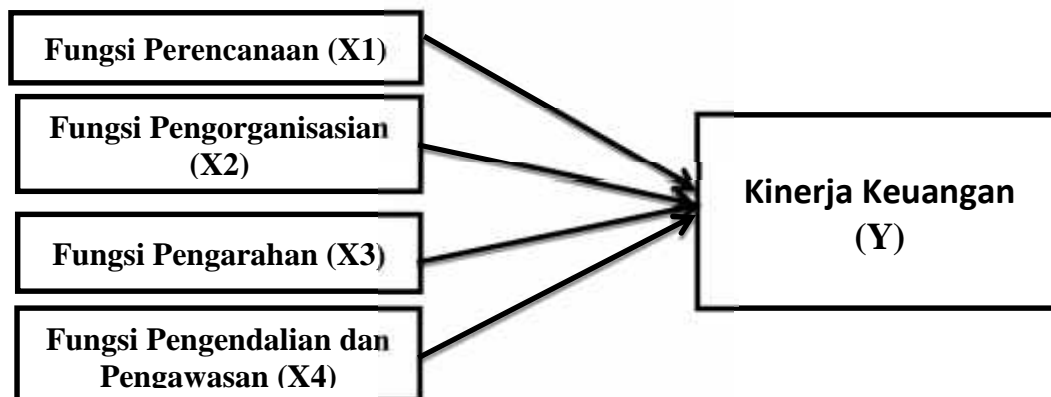 Fungsi Perencanaan (X1)
Fungsi Pengorganisasian
(X2)
Fungsi Pengarahan (X3)
Fungsi Pengendalian dan
Pengawasan (X4)
Kinerja Keuangan
(Y)